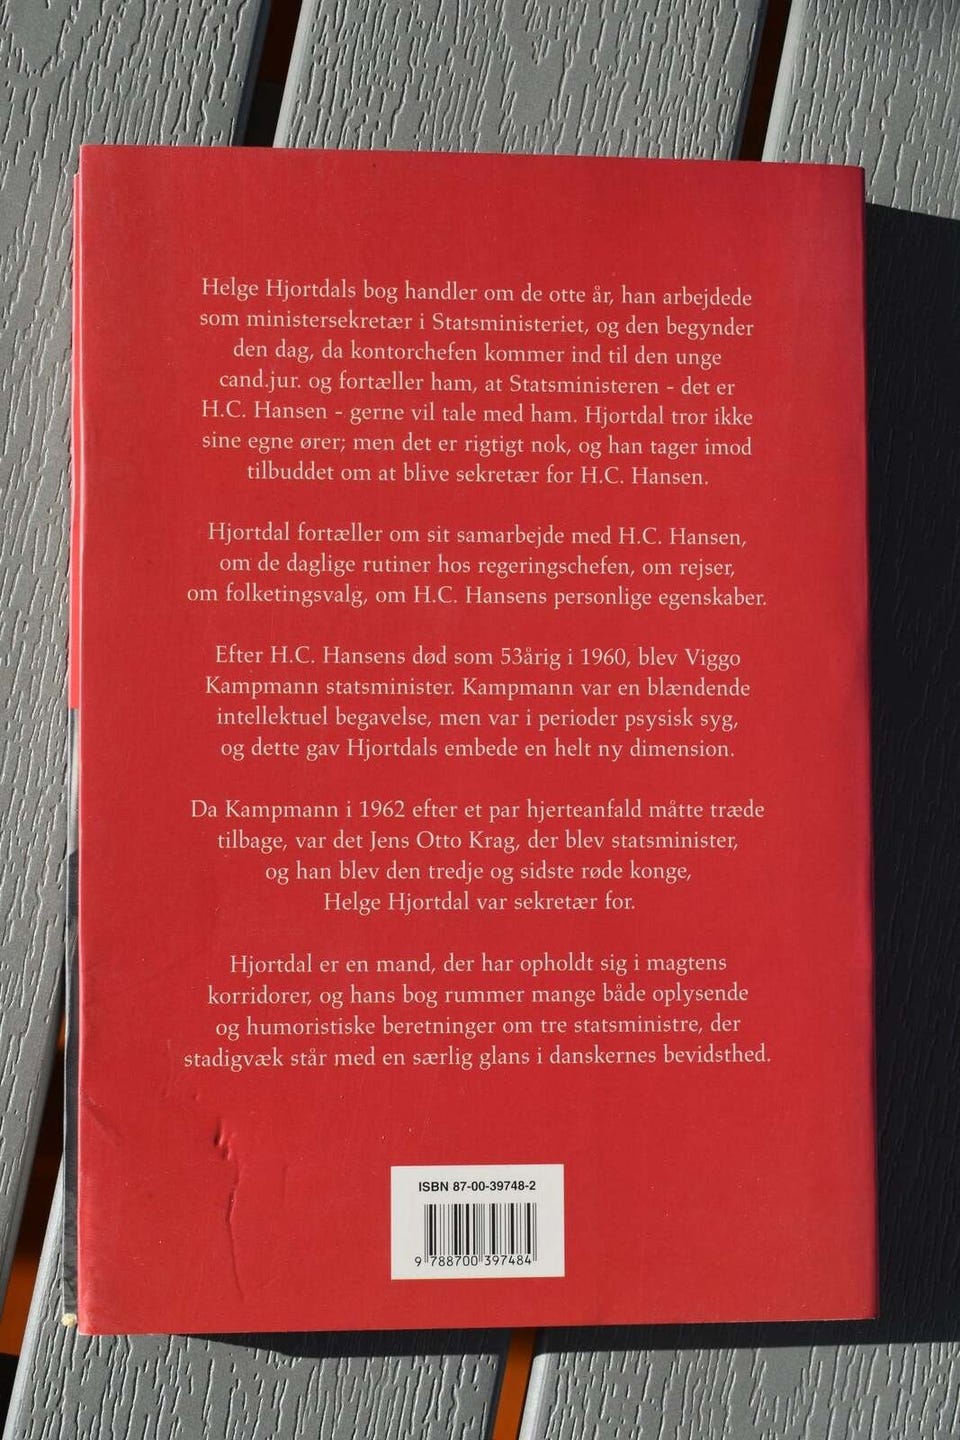 Helge Hjortdals bog handler om de otte år, han arbejdede
som ministersekretær i Statsministeriet, og den begynder
den dag, da kontorchefen kommer ind til den unge
cand.jur. og fortæller ham, at Statsministeren - det er
H.C. Hansen - gerne vil tale med ham. Hjortdal tror ikke
sine egne ører; men det er rigtigt nok, og han tager imod
tilbuddet om at blive sekretær for H.C. Hansen.
Hjortdal fortæller om sit samarbejde med H.C. Hansen,
om de daglige rutiner hos regeringschefen, om rejser,
om folketingsvalg, om H.C. Hansens personlige egenskaber.
Efter H.C. Hansens død som 53årig i 1960, blev Viggo
Kampmann statsminister. Kampmann var en blændende
intellektuel begavelse, men var i perioder psysisk syg,
og dette gav Hjortdals embede en helt ny dimension.
Da Kampmann i 1962 efter et par hjerteanfald måtte træde
tilbage, var det Jens Otto Krag, der blev statsminister,
og han blev den tredje og sidste røde konge,
Helge Hjortdal var sekretær for.
Hjortdal er en mand, der har opholdt sig i magtens
korridorer, og hans bog rummer mange både oplysende
og humoristiske beretninger om tre statsministre, der
stadigvæk står med en særlig glans i danskernes bevidsthed.
ISBN 87-00-39748-2
9 788700 397484